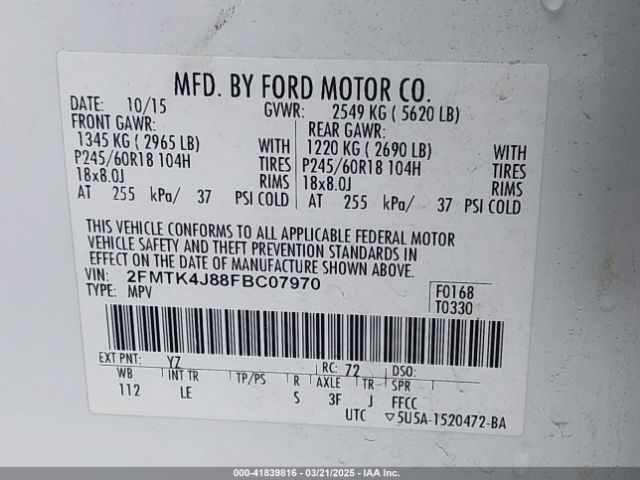 MFD. BY FORD MOTOR CO.
DATE: 10/15 GVWR: 2549 KG ( 5620 LB)
FRONT GAWR: REAR GAWR:
1345 KG ( 2965 LB) WITH 1220 KG ( 2690 LB) WITH
P245/60R18 104H TIRES P245/60R18 104H TIRES
18x8.0J RIMS 18x8.0J RIMS
AT 255 kPa/ 37 PSI COLD AT 255 kPa/ 37 PSI COLD
THIS VEHICLE CONFORMS TO ALL APPLICABLE FEDERAL MOTOR
VEHICLE SAFETY AND THEFT PREVENTION STANDARDS IN EFFECT
ON THE DATE OF MANUFACTURE SHOWN ABOVE.
VIN: 2FMTK4J88FBC07970
TYPE: MPV
F0168
T0330
EXT PNT: YZ RC: 72 DSO:
WB INT TR TP/PS R AXLE TR SPR
112 LE S 3F J FFCC
UTC ▽5U5A-1520472-BA
000-41839816 - 03/21/2025 - IAA Inc.